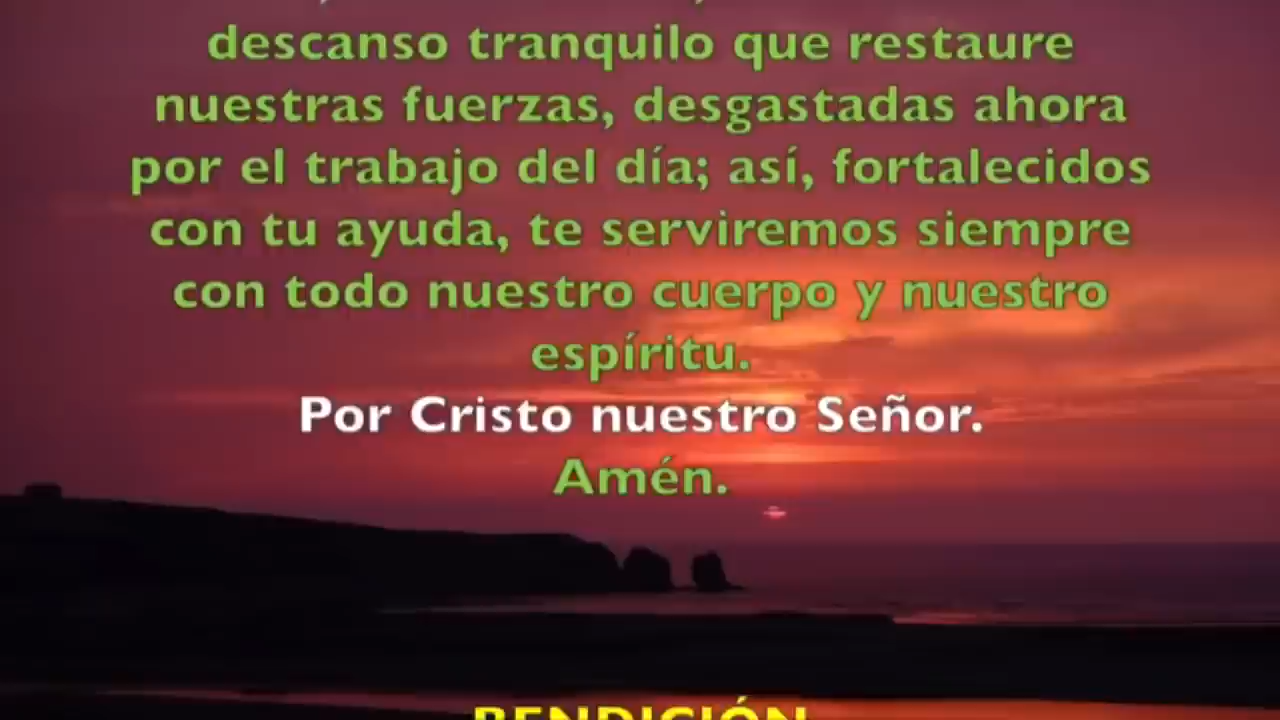 descanso tranquilo que restaure
nuestras fuerzas, desgastadas ahora
por el trabajo del día; así, fortalecidos
con tu ayuda, te serviremos siempre
con todo nuestro cuerpo y nuestro
espíritu.
Por Cristo nuestro Señor.
Amén.
BENDICIÓN